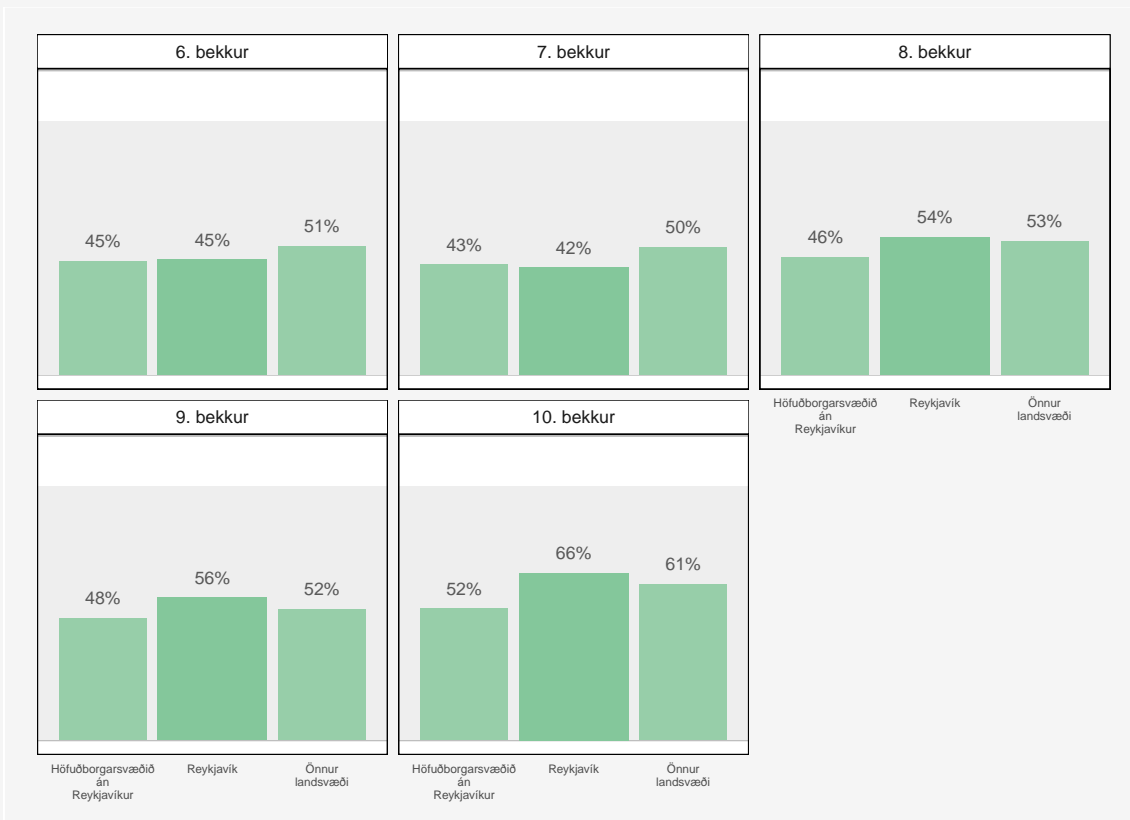 6. bekkur
7. bekkur
8. bekkur
45%
45%
51%
43%
42%
50%
46%
54%
53%
Höfuðborgarsvæðið
án
Reykjavíkur
Reykjavík
Önnur
landsvæði
9. bekkur
10. bekkur
48%
56%
52%
52%
66%
61%
Höfuðborgarsvæðið
án
Reykjavíkur
Reykjavík
Önnur
landsvæði
Höfuðborgarsvæðið
án
Reykjavíkur
Reykjavík
Önnur
landsvæði